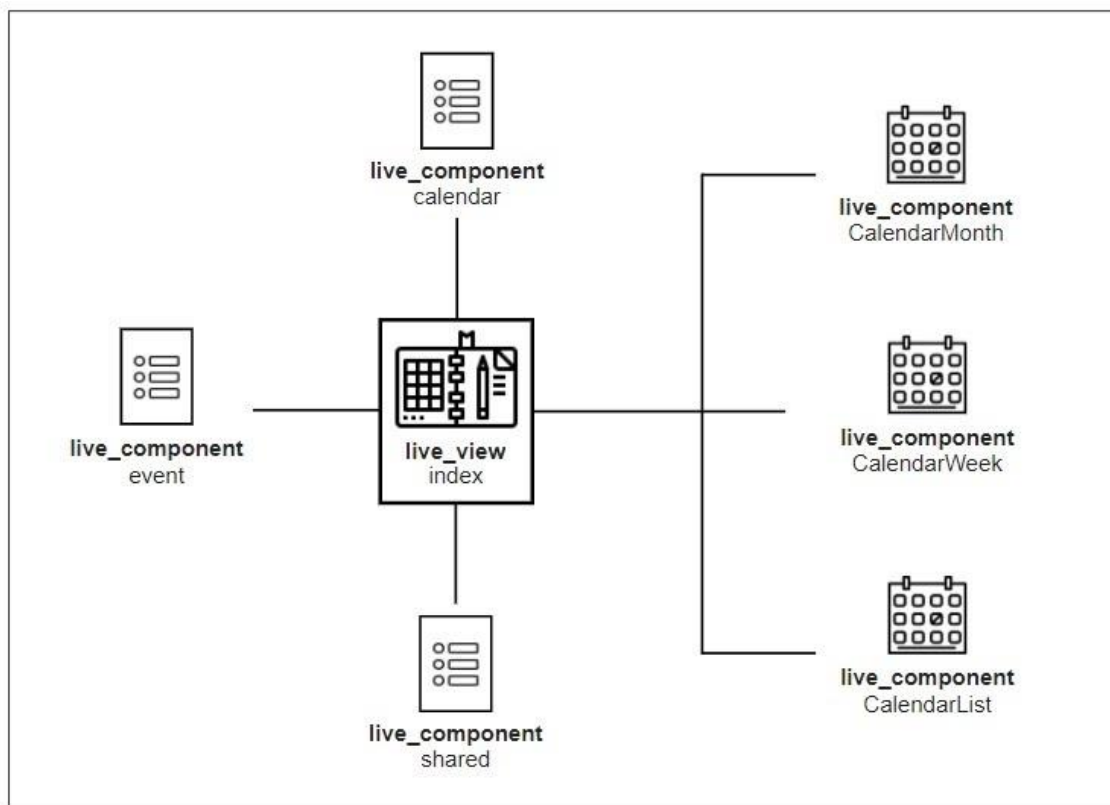 live_component
calendar
live_component
CalendarMonth
live_component
event
live_view
index
live_component
CalendarWeek
live_component
shared
live_component
CalendarList